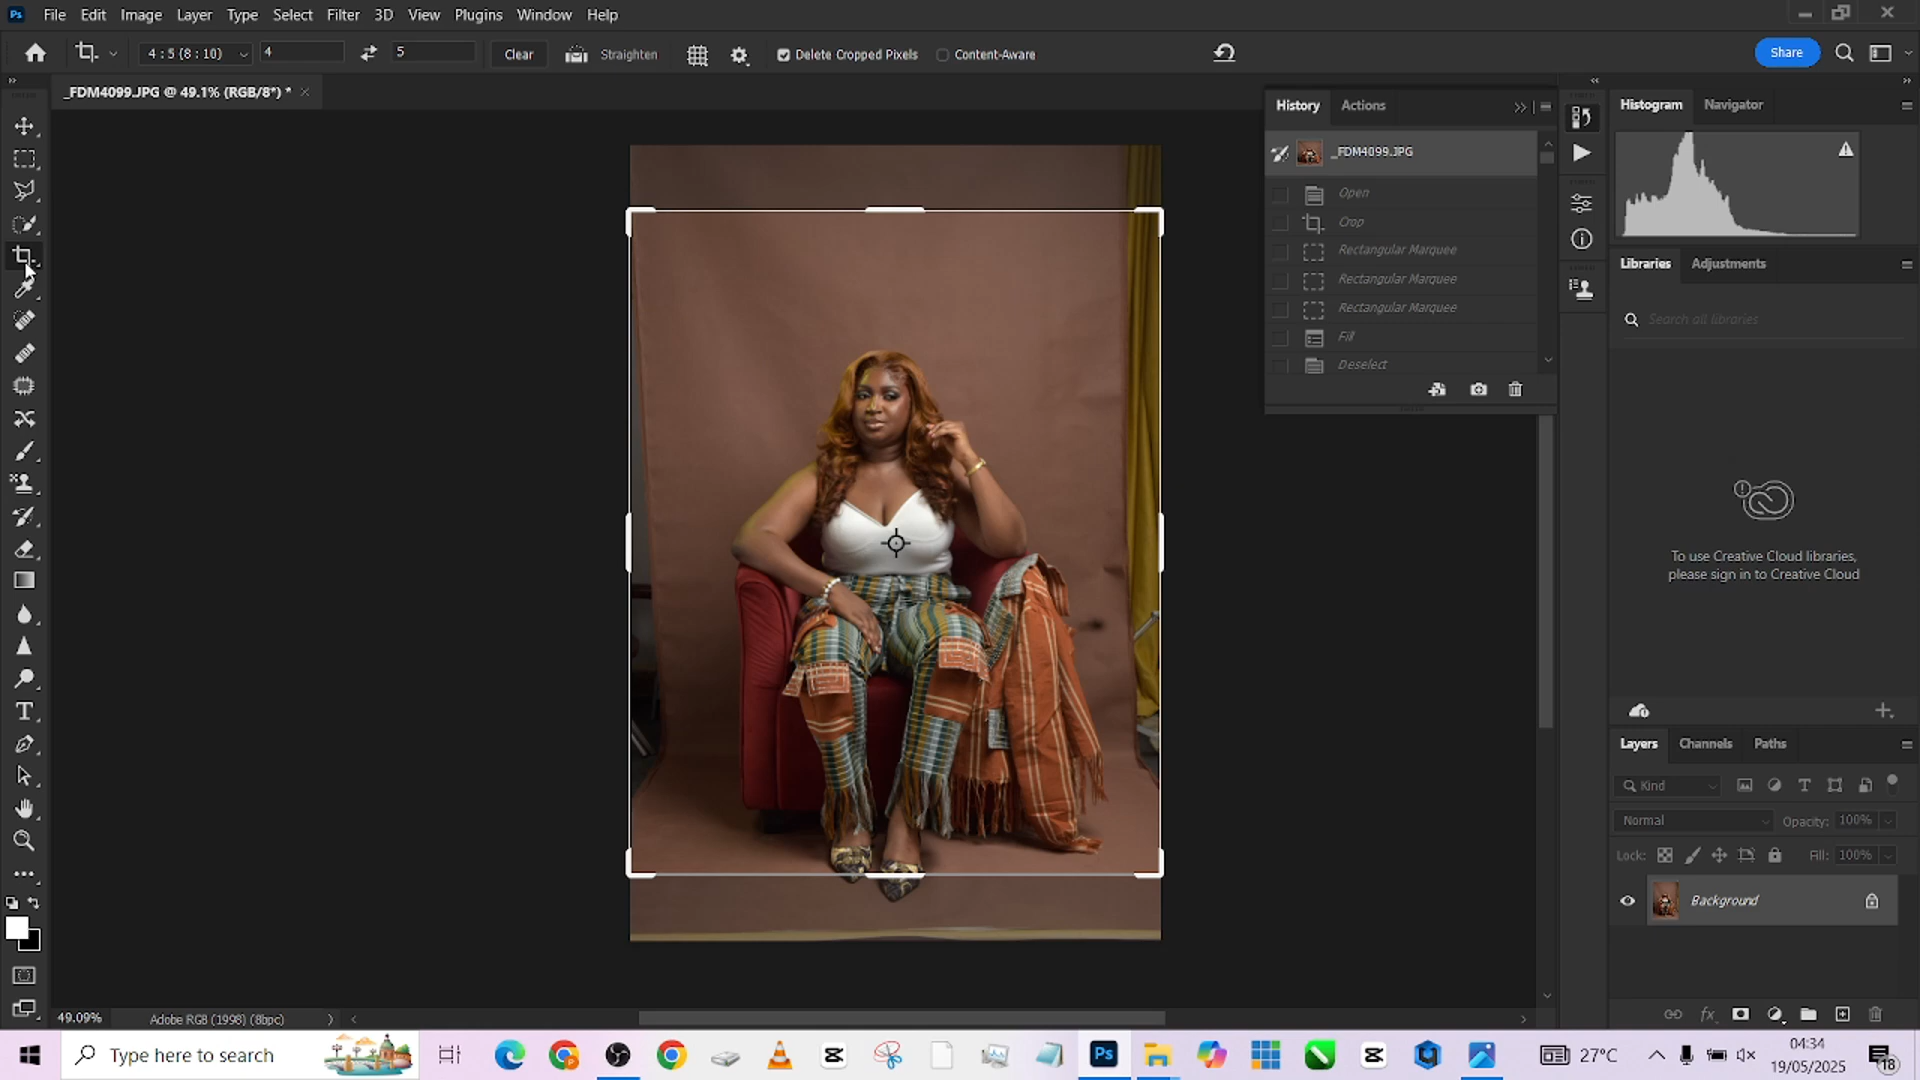 Ps File Edit Image Layer Type Select Filter 3D View Plugins Window Help
4 : 5 (8 : 10) 4 5 Clear Straighten Delete Cropped Pixels Content-Aware Share
_FDM4099.JPG @ 49.1% (RGB/8*) *
History Actions
_FDM4099.JPG
Open
Crop
Rectangular Marquee
Rectangular Marquee
Rectangular Marquee
Fill
Deselect
Histogram Navigator
Libraries Adjustments
Search all libraries
To use Creative Cloud libraries,
please sign in to Creative Cloud
Layers Channels Paths
Kind
Normal Opacity: 100%
Lock: Fill: 100%
Background
49.09% Adobe RGB (1998) (8bpc)
Type here to search
Ps
27°C
04:34
19/05/2025
18